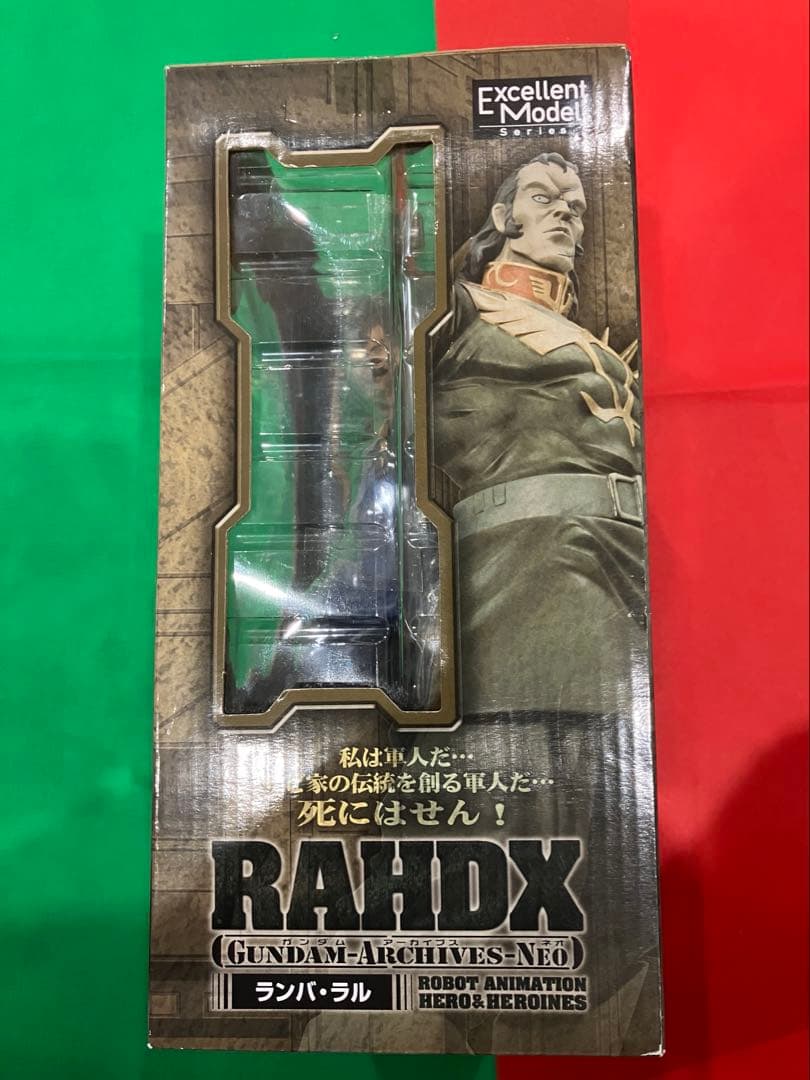 Excellent
Model
Series
私は軍人だ…
家の伝統を創る軍人だ…
死にはせん！
RAHDX
ガンダム アーカイブス ネオ
(GUNDAM-ARCHIVES-NEO)
ランバ・ラル
ROBOT ANIMATION
HERO&HEROINES